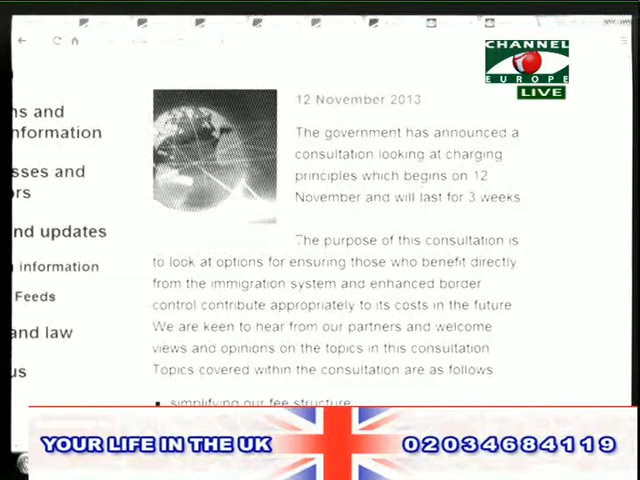 CHANNEL
EUROPE
LIVE
ns and
nformation
sses and
ors
nd updates
information
Feeds
and law
us
12 November 2013
The government has announced a
consultation looking at charging
principles which begins on 12
November and will last for 3 weeks
The purpose of this consultation is
to look at options for ensuring those who benefit directly
from the immigration system and enhanced border
control contribute appropriately to its costs in the future
We are keen to hear from our partners and welcome
views and opinions on the topics in this consultation
Topics covered within the consultation are as follows
simplifying our fee structure
YOUR LIFE IN THE UK
02034684119